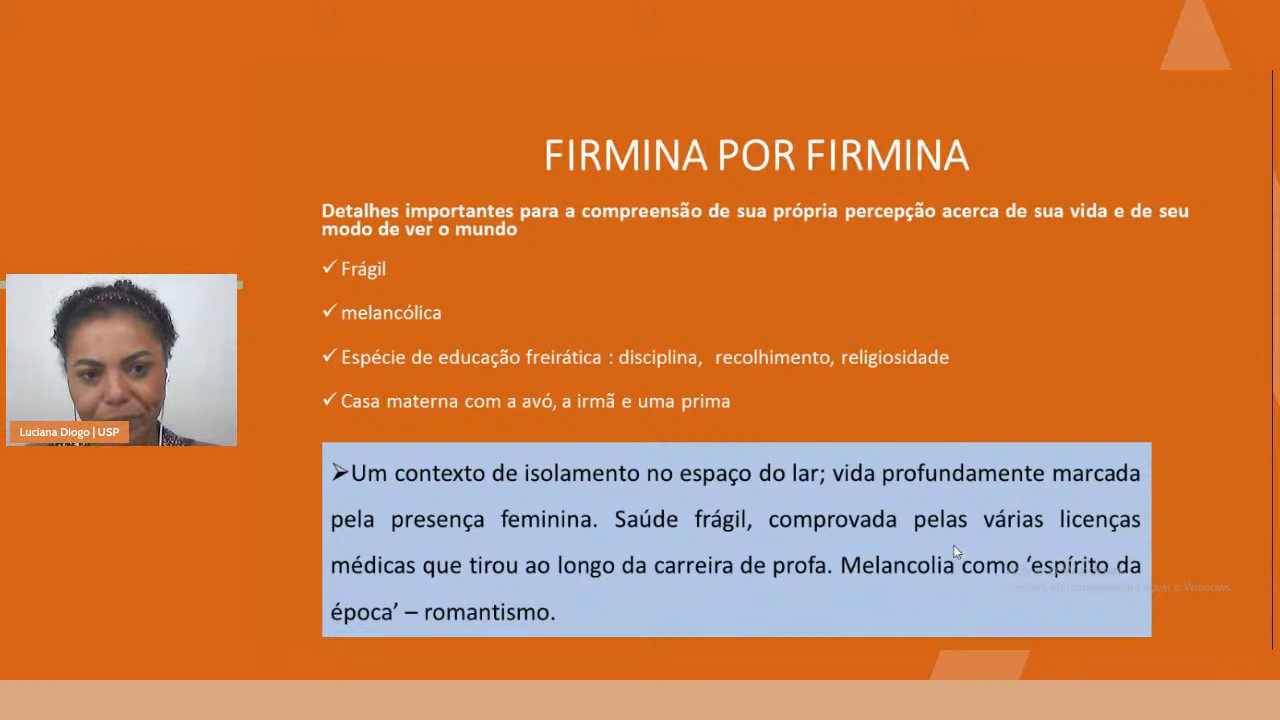 FIRMINA POR FIRMINA
Detalhes importantes para a compreensão de sua própria percepção acerca de sua vida e de seu
modo de ver o mundo
✓ Frágil
✓ melancólica
✓ Espécie de educação freirática : disciplina, recolhimento, religiosidade
✓ Casa materna com a avó, a irmã e uma prima
Luciana Diogo | USP
➢Um contexto de isolamento no espaço do lar; vida profundamente marcada
pela presença feminina. Saúde frágil, comprovada pelas várias licenças
médicas que tirou ao longo da carreira de profa. Melancolia como ‘espírito da
época’ – romantismo.
Windows.